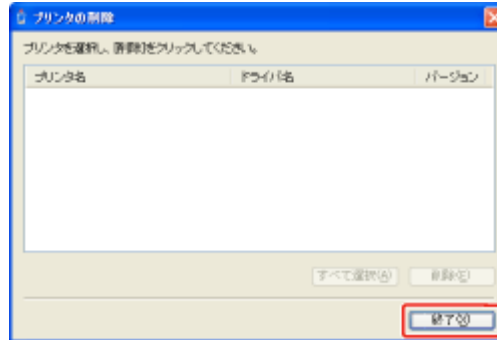 プリンタの削除
プリンタを選択し、[削除]をクリックしてください。
プリンタ名 ドライバ名 バージョン
すべて選択(A) 削除(E)
終了(X)